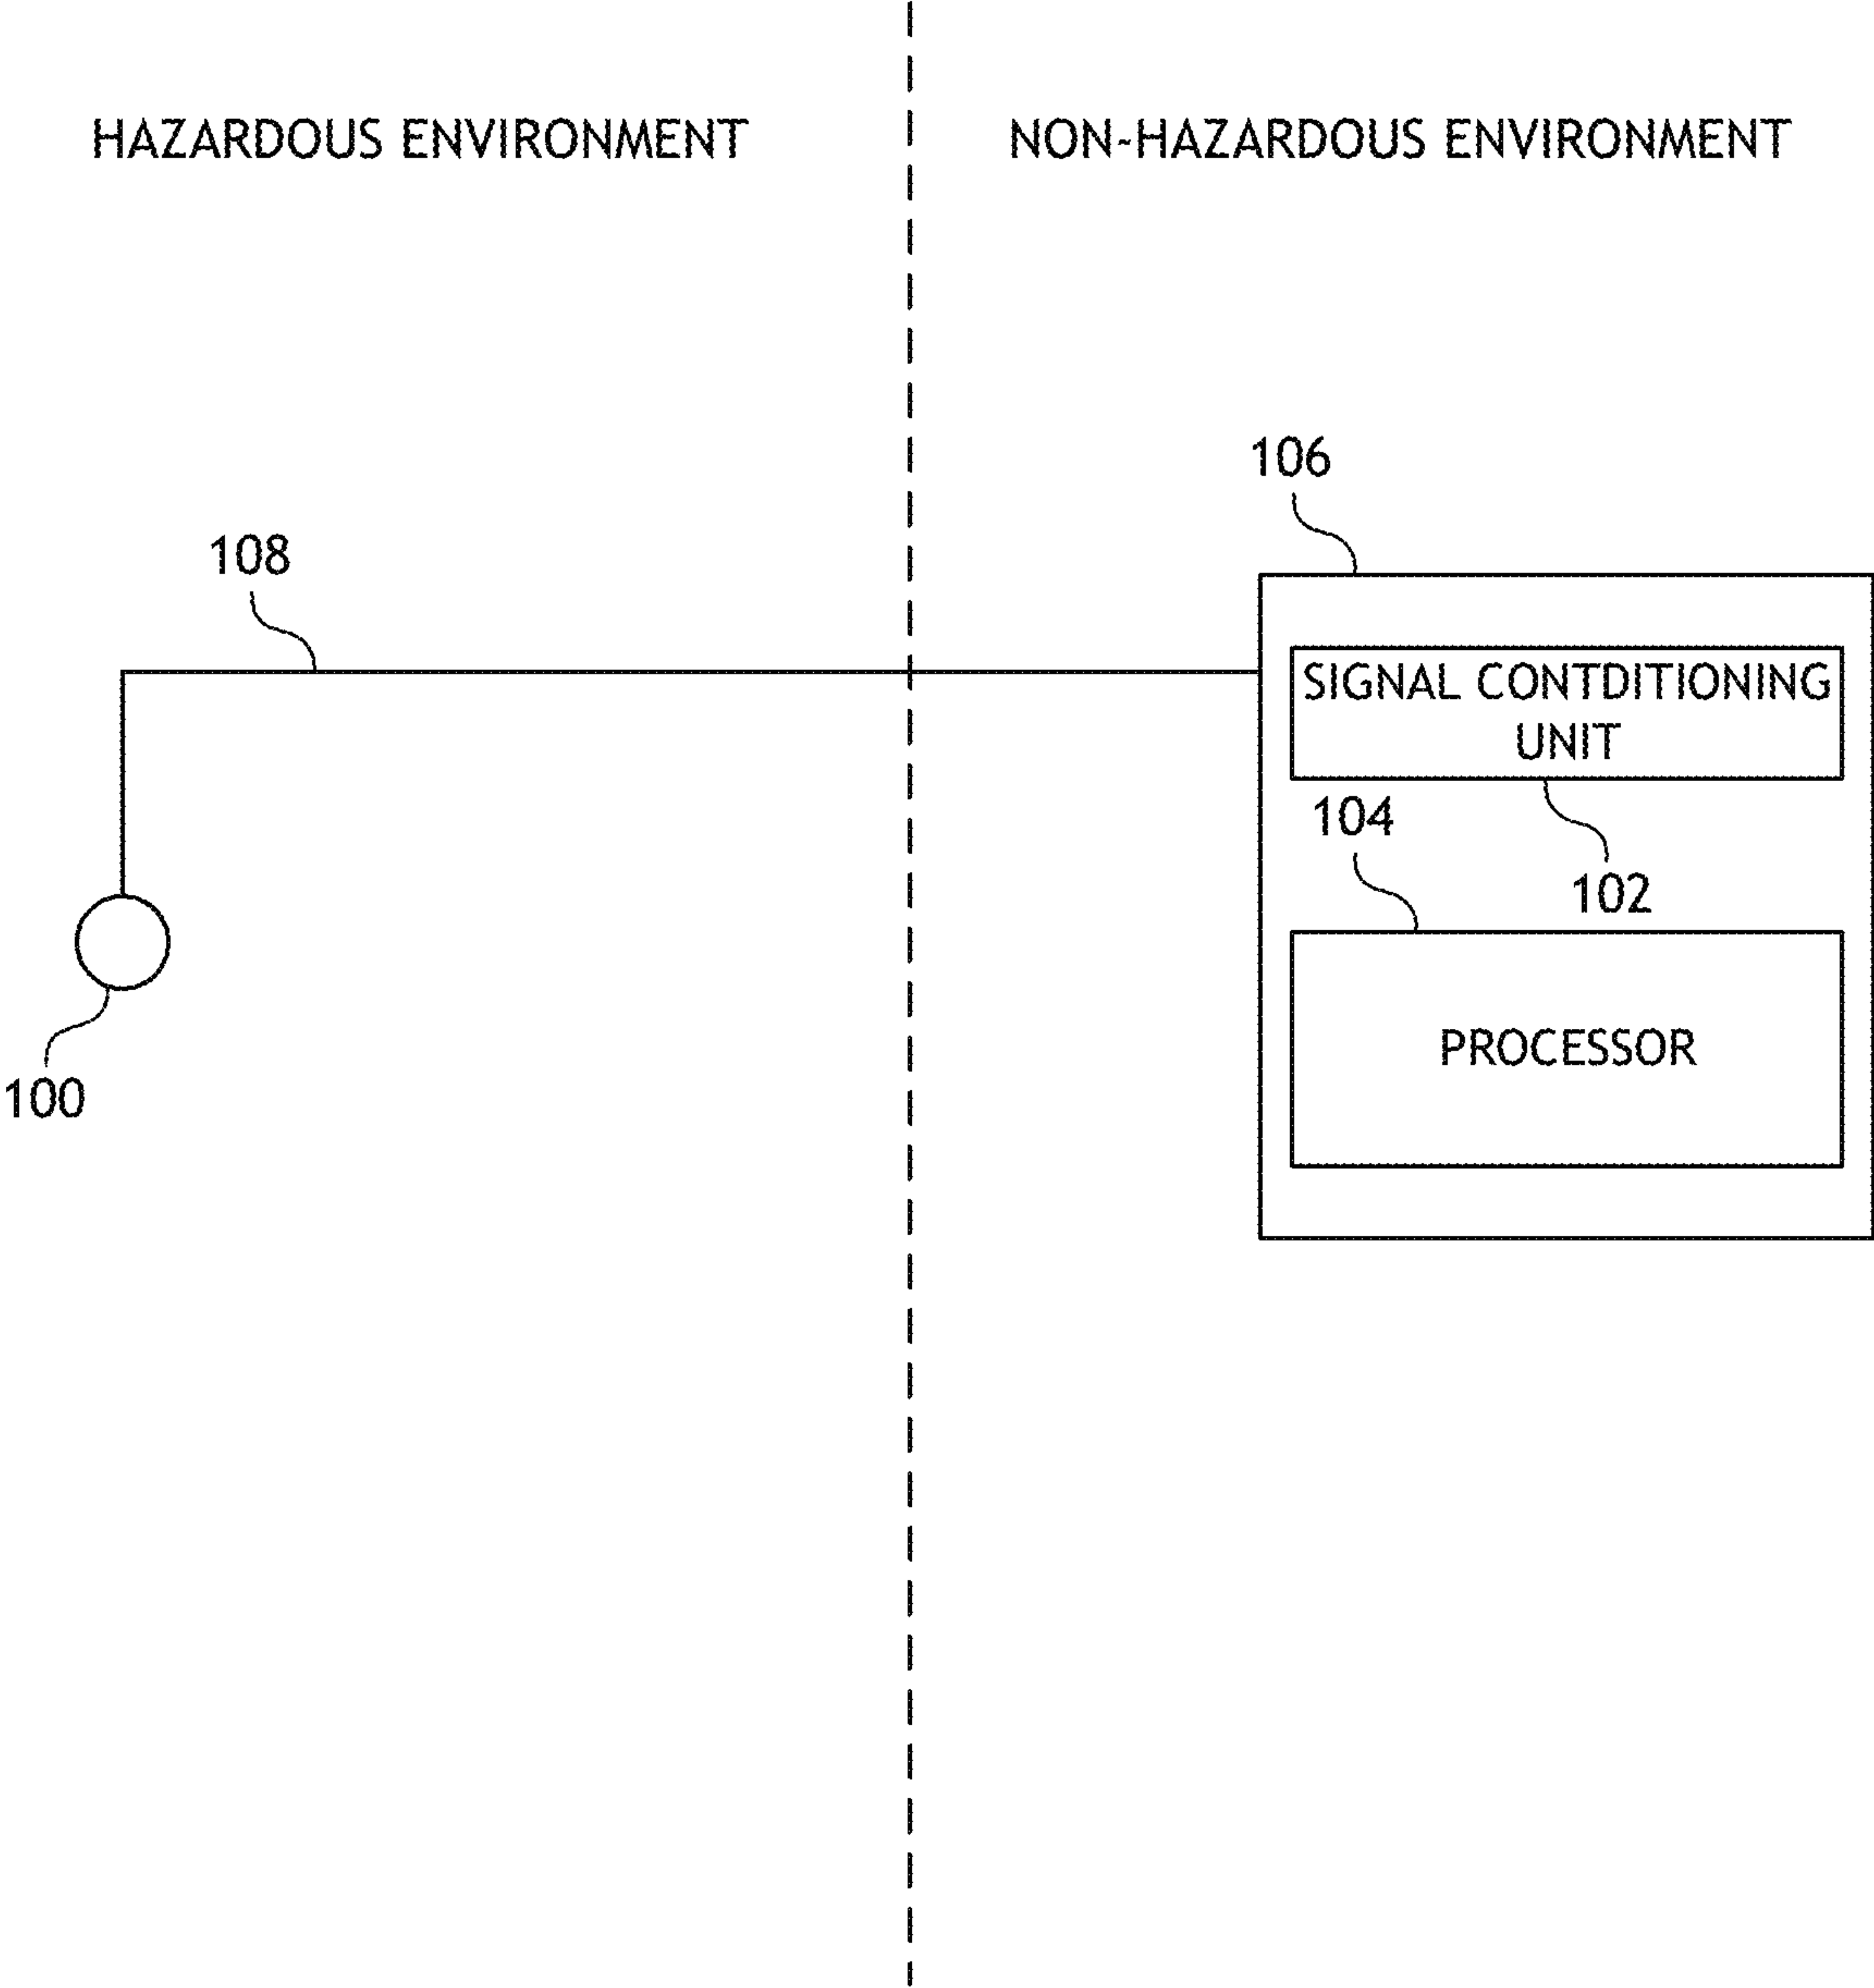 HAZARDOUS ENVIRONMENT
NON-HAZARDOUS ENVIRONMENT
106
108
SIGNAL CONTDITIONING
UNIT
104
102
PROCESSOR
100